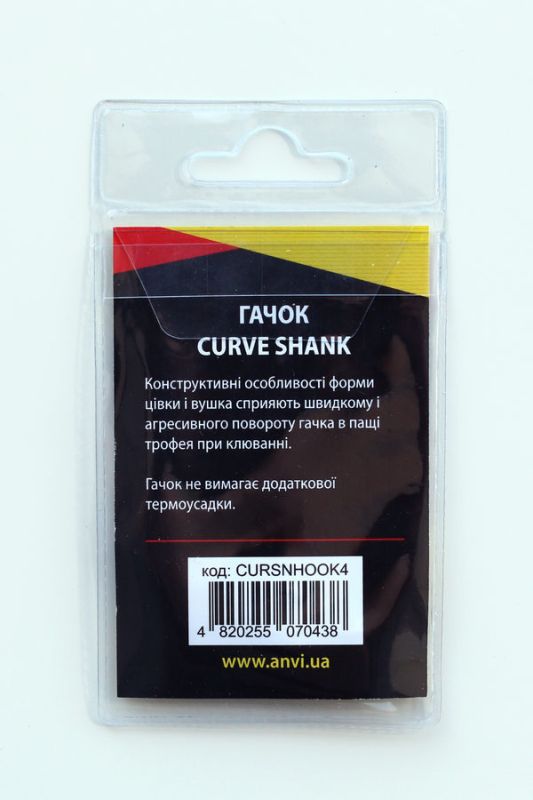 ГАЧОК
CURVE SHANK
Конструктивні особливості форми
цівки і вушка сприяють швидкому і
агресивного повороту гачка в пащі
трофея при клюванні.
Гачок не вимагає додаткової
термоусадки.
код: CURSNHOOK4
4 820255 070438
www.anvi.ua